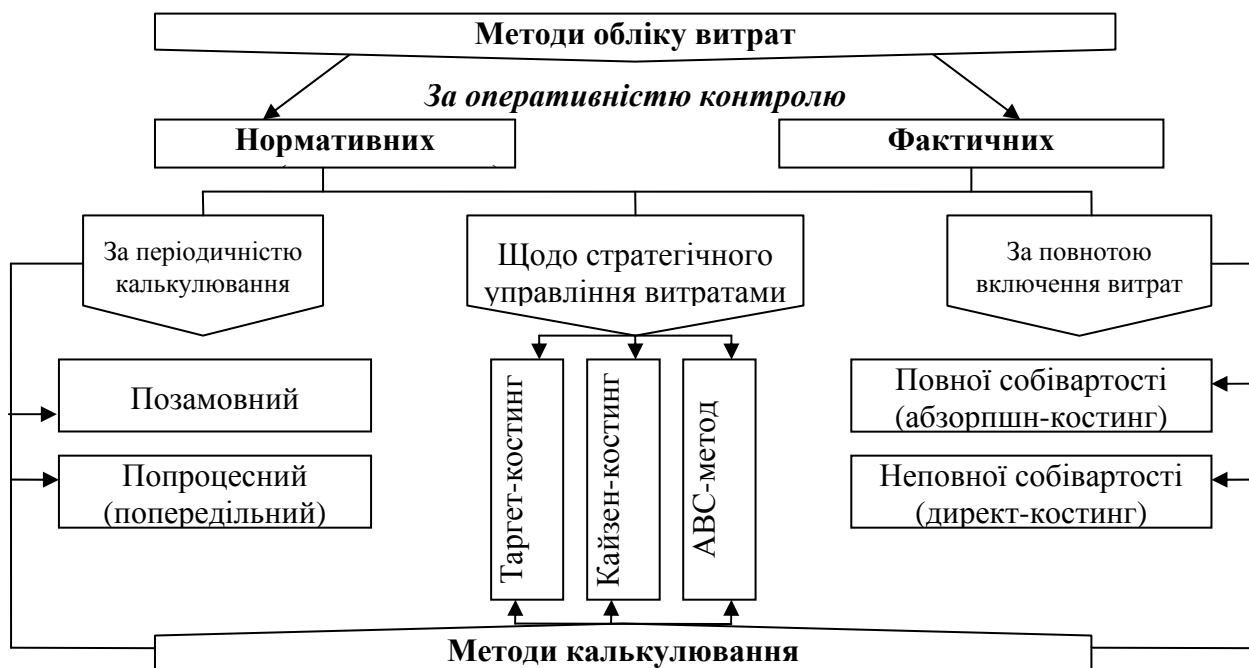 Методи обліку витрат
За оперативністю контролю
Нормативних
Фактичних
За періодичністю
калькулювання
Щодо стратегічного
управління витратами
За повнотою
включення витрат
Позамовний
Попроцесний
(попередільний)
Таргет-костинг
Кайзен-костинг
АВС-метод
Повної собівартості
(абзорпшн-костинг)
Неповної собівартості
(директ-костинг)
Методи калькулювання